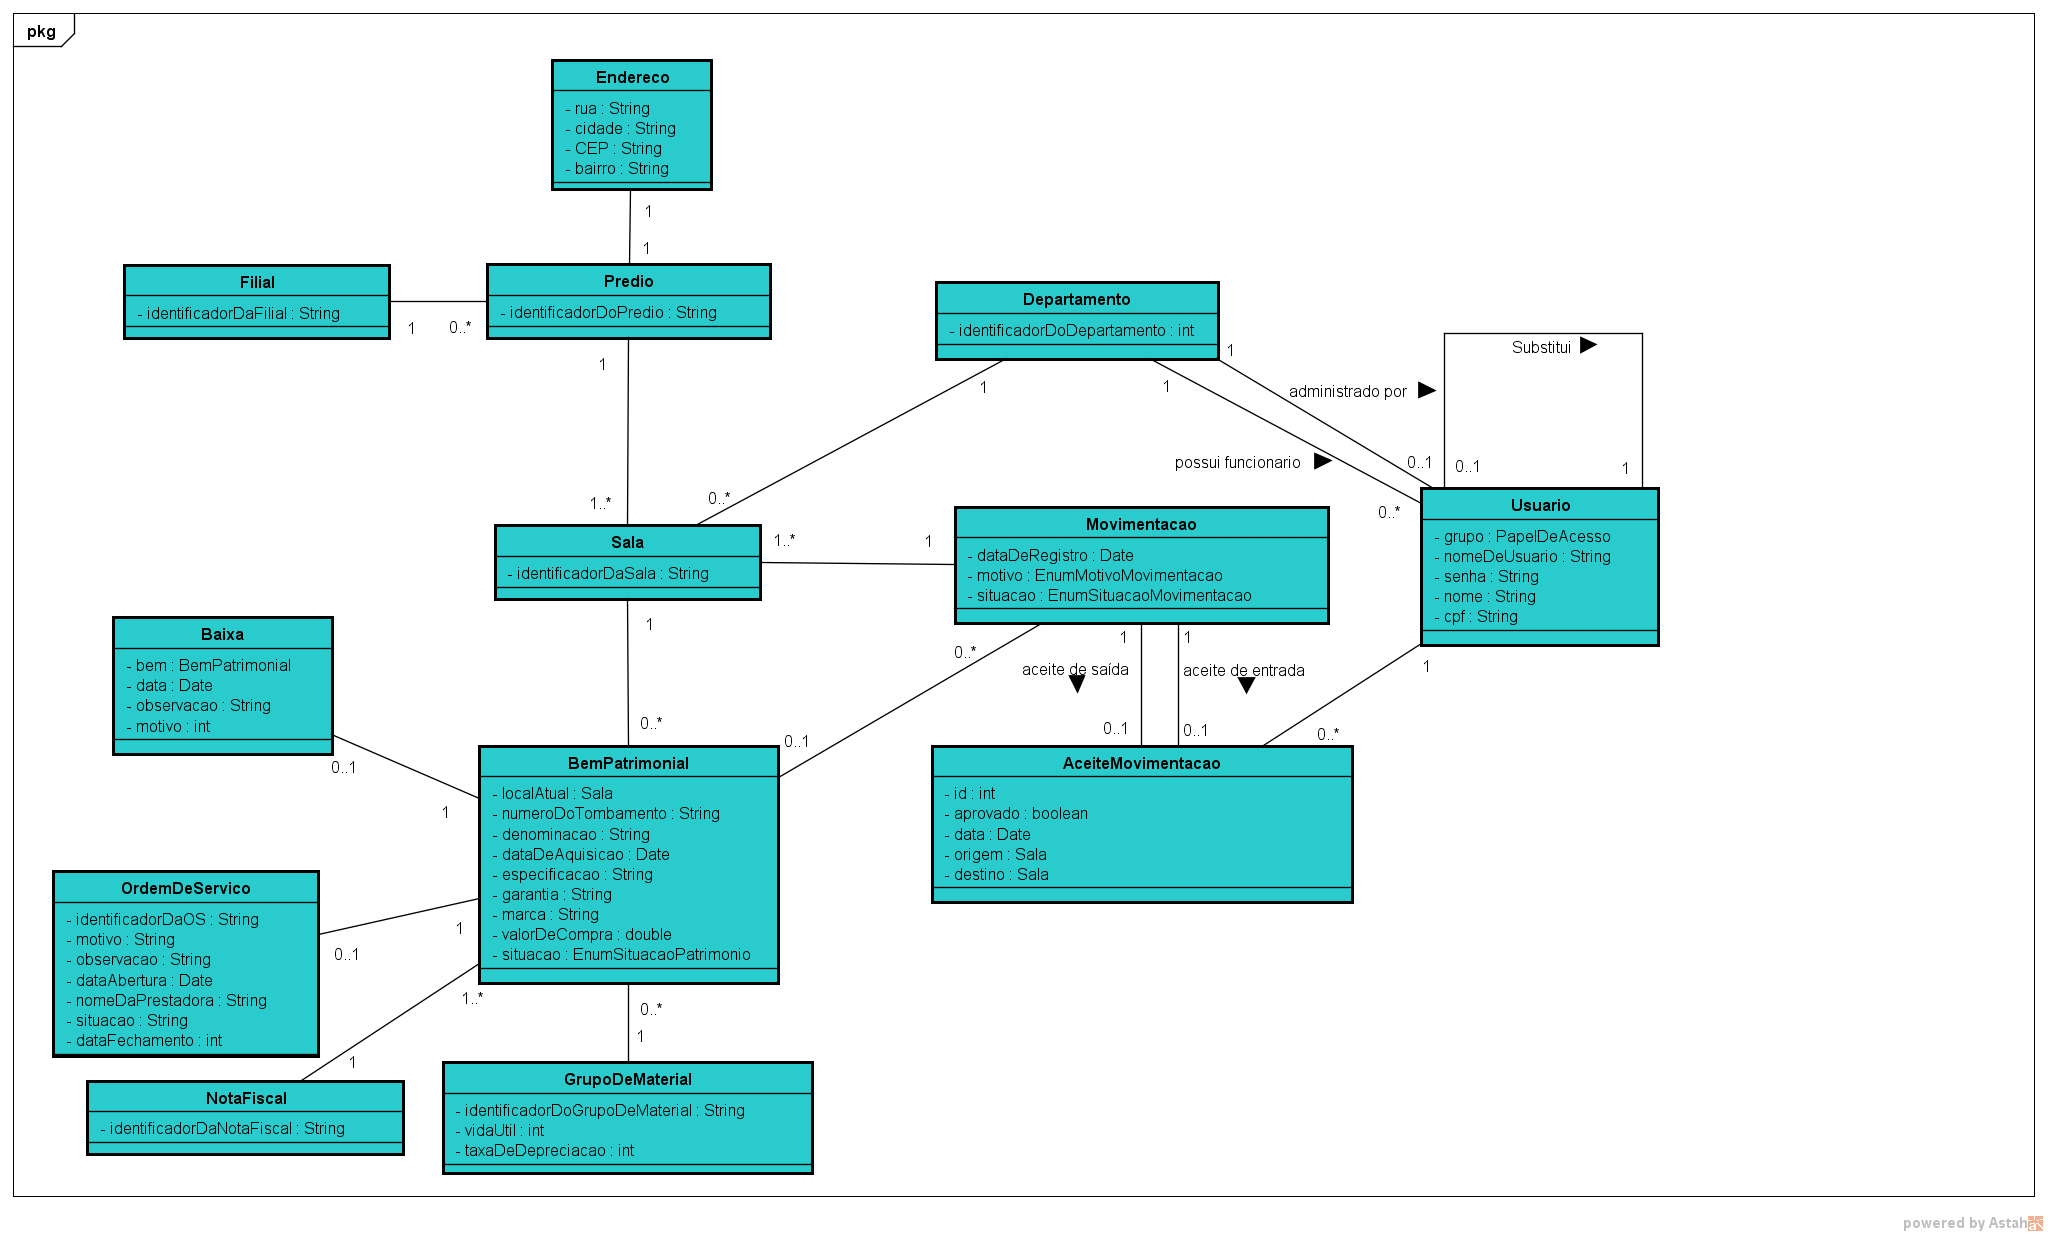 pkg
Endereco
- rua : String
- cidade : String
- CEP : String
- bairro : String
1
1
Filial
- identificadorDaFilial : String
1
0..*
Predio
- identificadorDoPredio : String
1
1..*
Departamento
- identificadorDoDepartamento : int
1
0..*
1
possui funcionario
0..*
1
administrado por
0..1
Substitui
0..1
1
Usuario
- grupo : PapelDeAcesso
- nomeDeUsuario : String
- senha : String
- nome : String
- cpf : String
1
0..*
Sala
- identificadorDaSala : String
1..*
1
1
0..*
Movimentacao
- dataDeRegistro : Date
- motivo : EnumMotivoMovimentacao
- situacao : EnumSituacaoMovimentacao
0..*
0..1
1
aceite de saída
0..1
1
aceite de entrada
0..1
Baixa
- bem : BemPatrimonial
- data : Date
- observacao : String
- motivo : int
0..1
1
BemPatrimonial
- localAtual : Sala
- numeroDoTombamento : String
- denominacao : String
- dataDeAquisicao : Date
- especificacao : String
- garantia : String
- marca : String
- valorDeCompra : double
- situacao : EnumSituacaoPatrimonio
AceiteMovimentacao
- id : int
- aprovado : boolean
- data : Date
- origem : Sala
- destino : Sala
OrdemDeServico
- identificadorDaOS : String
- motivo : String
- observacao : String
- dataAbertura : Date
- nomeDaPrestadora : String
- situacao : String
- dataFechamento : int
0..1
1
1..*
1
NotaFiscal
- identificadorDaNotaFiscal : String
0..*
1
GrupoDeMaterial
- identificadorDoGrupoDeMaterial : String
- vidaUtil : int
- taxaDeDepreciacao : int
powered by Astah